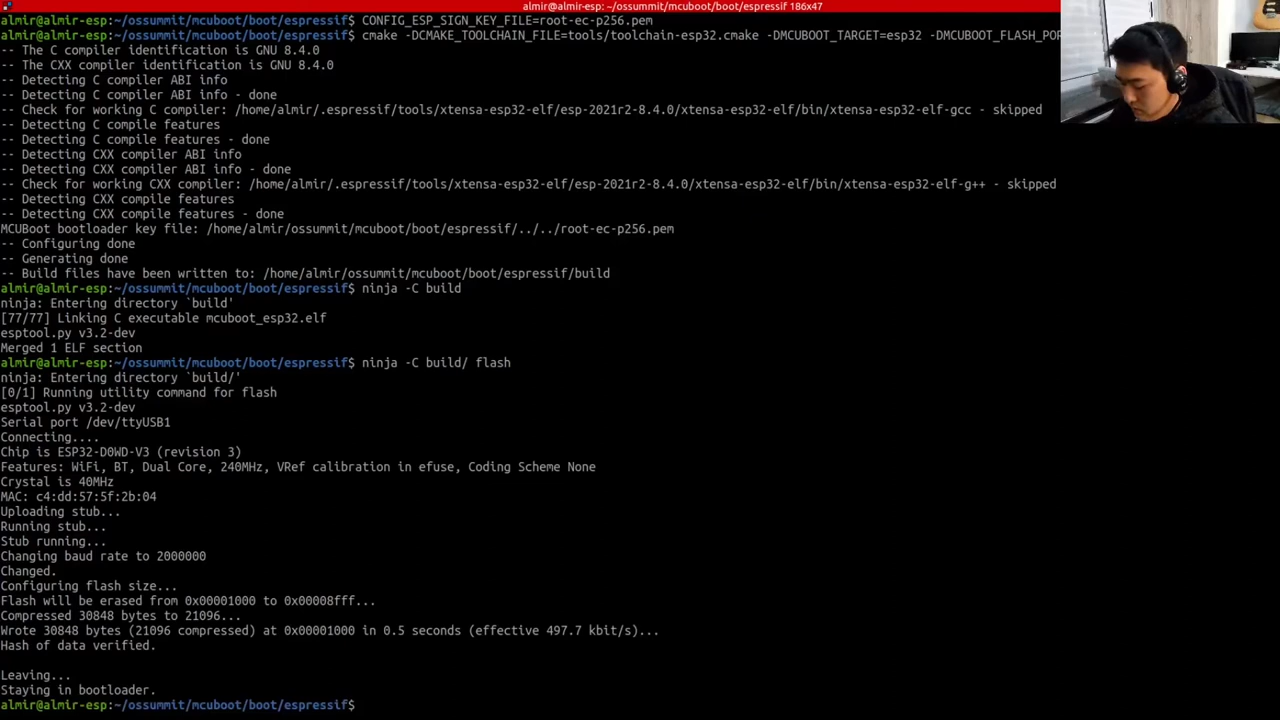 almir@almir-esp: ~/ossummit/mcuboot/boot/espressif 186x47
almir@almir-esp:~/ossummit/mcuboot/boot/espressif$ CONFIG_ESP_SIGN_KEY_FILE=root-ec-p256.pem
almir@almir-esp:~/ossummit/mcuboot/boot/espressif$ cmake -DCMAKE_TOOLCHAIN_FILE=tools/toolchain-esp32.cmake -DMCUBOOT_TARGET=esp32 -DMCUBOOT_FLASH_POR
-- The C compiler identification is GNU 8.4.0
-- The CXX compiler identification is GNU 8.4.0
-- Detecting C compiler ABI info
-- Detecting C compiler ABI info - done
-- Check for working C compiler: /home/almir/.espressif/tools/xtensa-esp32-elf/esp-2021r2-8.4.0/xtensa-esp32-elf/bin/xtensa-esp32-elf-gcc - skipped
-- Detecting C compile features
-- Detecting C compile features - done
-- Detecting CXX compiler ABI info
-- Detecting CXX compiler ABI info - done
-- Check for working CXX compiler: /home/almir/.espressif/tools/xtensa-esp32-elf/esp-2021r2-8.4.0/xtensa-esp32-elf/bin/xtensa-esp32-elf-g++ - skipped
-- Detecting CXX compile features
-- Detecting CXX compile features - done
MCUBoot bootloader key file: /home/almir/ossummit/mcuboot/boot/espressif/../../root-ec-p256.pem
-- Configuring done
-- Generating done
-- Build files have been written to: /home/almir/ossummit/mcuboot/boot/espressif/build
almir@almir-esp:~/ossummit/mcuboot/boot/espressif$ ninja -C build
ninja: Entering directory `build'
[77/77] Linking C executable mcuboot_esp32.elf
esptool.py v3.2-dev
Merged 1 ELF section
almir@almir-esp:~/ossummit/mcuboot/boot/espressif$ ninja -C build/ flash
ninja: Entering directory `build/'
[0/1] Running utility command for flash
esptool.py v3.2-dev
Serial port /dev/ttyUSB1
Connecting....
Chip is ESP32-D0WD-V3 (revision 3)
Features: WiFi, BT, Dual Core, 240MHz, VRef calibration in efuse, Coding Scheme None
Crystal is 40MHz
MAC: c4:dd:57:5f:2b:04
Uploading stub...
Running stub...
Stub running...
Changing baud rate to 2000000
Changed.
Configuring flash size...
Flash will be erased from 0x00001000 to 0x00008fff...
Compressed 30848 bytes to 21096...
Wrote 30848 bytes (21096 compressed) at 0x00001000 in 0.5 seconds (effective 497.7 kbit/s)...
Hash of data verified.
Leaving...
Staying in bootloader.
almir@almir-esp:~/ossummit/mcuboot/boot/espressif$